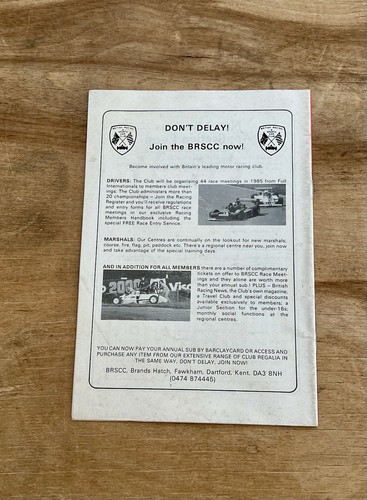 DON'T DELAY!
Join the BRSCC now!
Become involved with Britain's leading motor racing club.
DRIVERS: The Club will be organising 44 race meetings in 1985 from Full
Internationals to members club meet-
ings. The Club administers more than
20 championships - Join the Racing
Register and you'll receive regulations
and entry forms for all BRSCC race
meetings in our exclusive Racing
Members Handbook including the
special FREE Race Entry Service.
MARSHALS: Our Centres are continually on the lookout for new marshals;
course, fire, flag, pit, paddock etc. There's a regional centre near you, join now
and take advantage of the special training days.
AND IN ADDITION FOR ALL MEMBERS there are a number of complimentary
tickets on offer to BRSCC Race Meet-
ings and they alone are worth more
than your annual sub.! PLUS - British
Racing News, the Club's own magazine;
a Travel Club and special discounts
available exclusively to members; a
Junior Section for the under-16s;
monthly social functions at the
regional centres.
YOU CAN NOW PAY YOUR ANNUAL SUB BY BARCLAYCARD OR ACCESS AND
PURCHASE ANY ITEM FROM OUR EXTENSIVE RANGE OF CLUB REGALIA IN
THE SAME WAY. DON'T DELAY, JOIN NOW!
BRSCC, Brands Hatch, Fawkham, Dartford, Kent. DA3 8NH
(0474 874445)